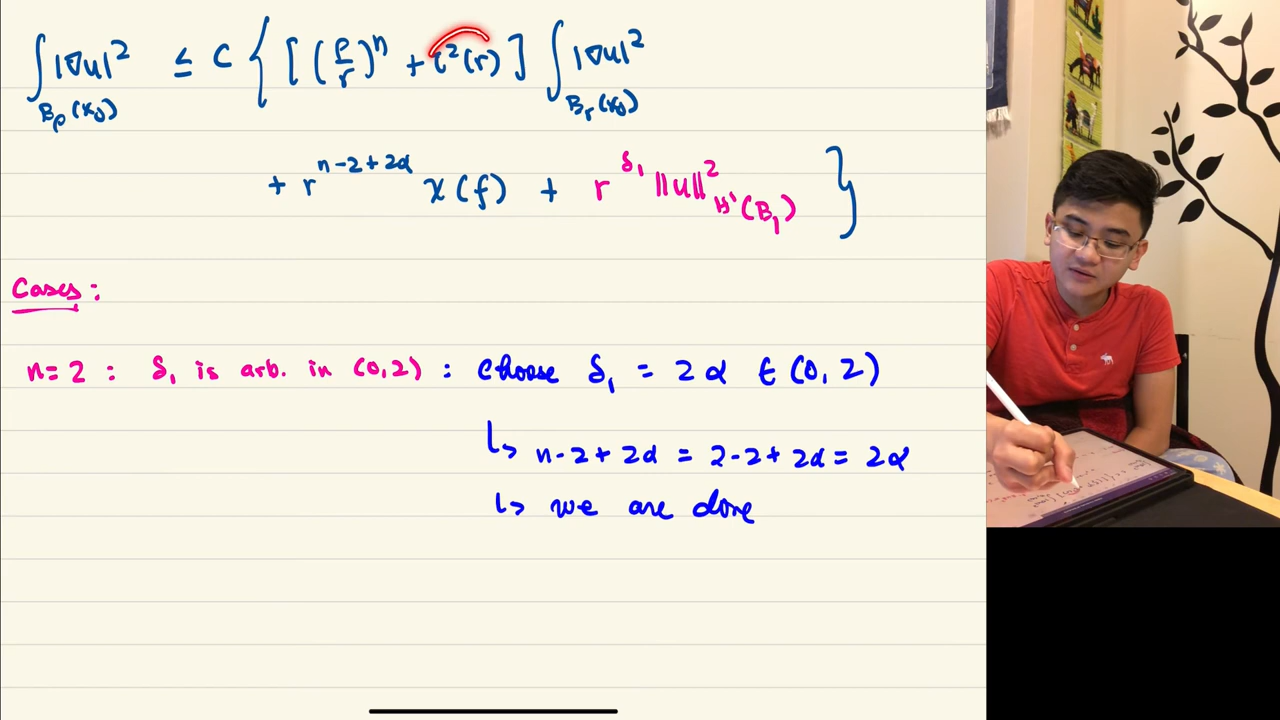 ∫_{B_ρ(x_0)} |∇u|² ≤ C { [ (ρ/r)^n + τ²(r) ] ∫_{B_r(x_0)} |∇u|²
+ r^{n-2+2α} χ(f) + r^{δ_1} ||u||²_{H¹(B_1)} }
Cases:
n=2 : δ_1 is arb. in (0,2) : choose δ_1 = 2α ∈ (0,2)
↳ n-2+2α = 2-2+2α = 2α
↳ we are done